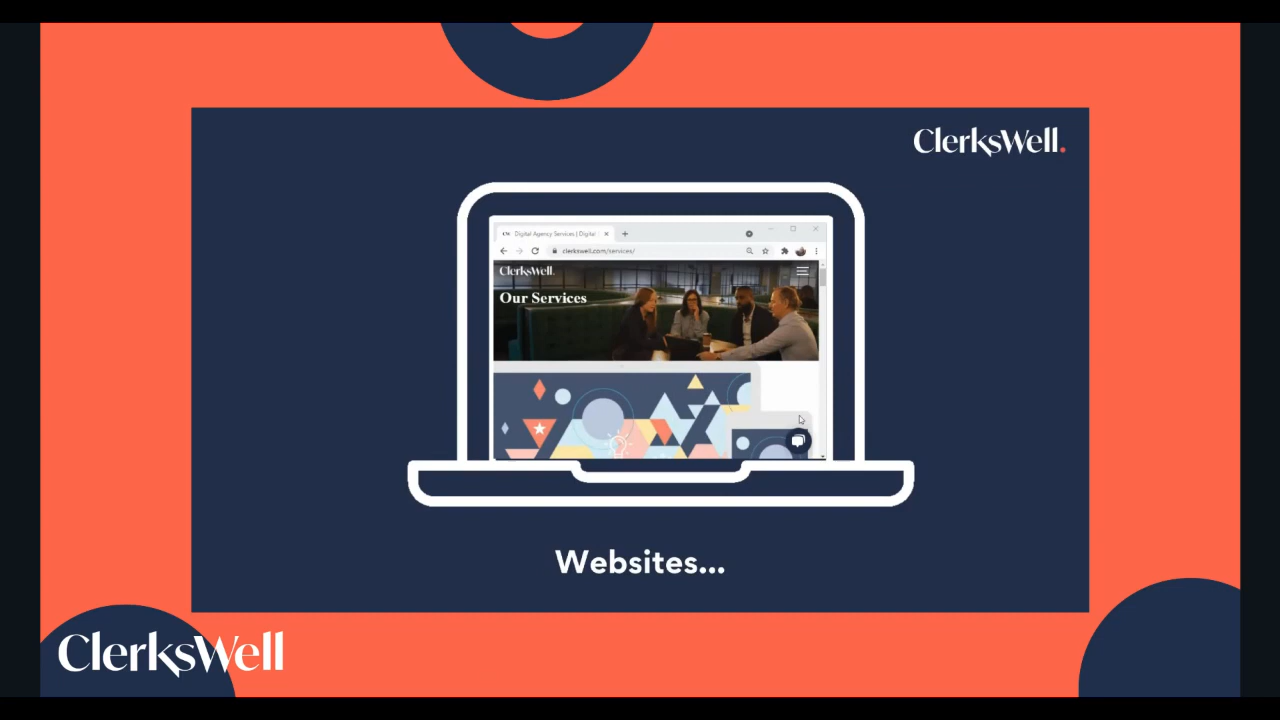 ClerksWell.
CW Digital Agency Services | Digital
clerkswell.com/services/
ClerksWell.
Our Services
Websites...
ClerksWell